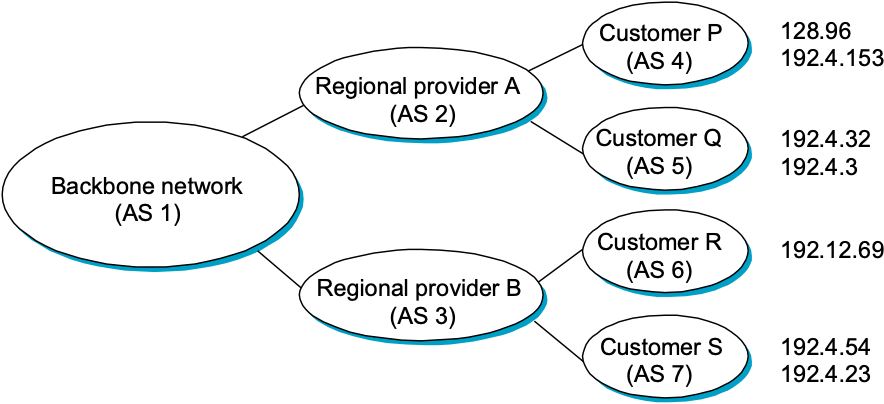 Backbone network
(AS 1)
Regional provider A
(AS 2)
Regional provider B
(AS 3)
Customer P
(AS 4)
128.96
192.4.153
Customer Q
(AS 5)
192.4.32
192.4.3
Customer R
(AS 6)
192.12.69
Customer S
(AS 7)
192.4.54
192.4.23